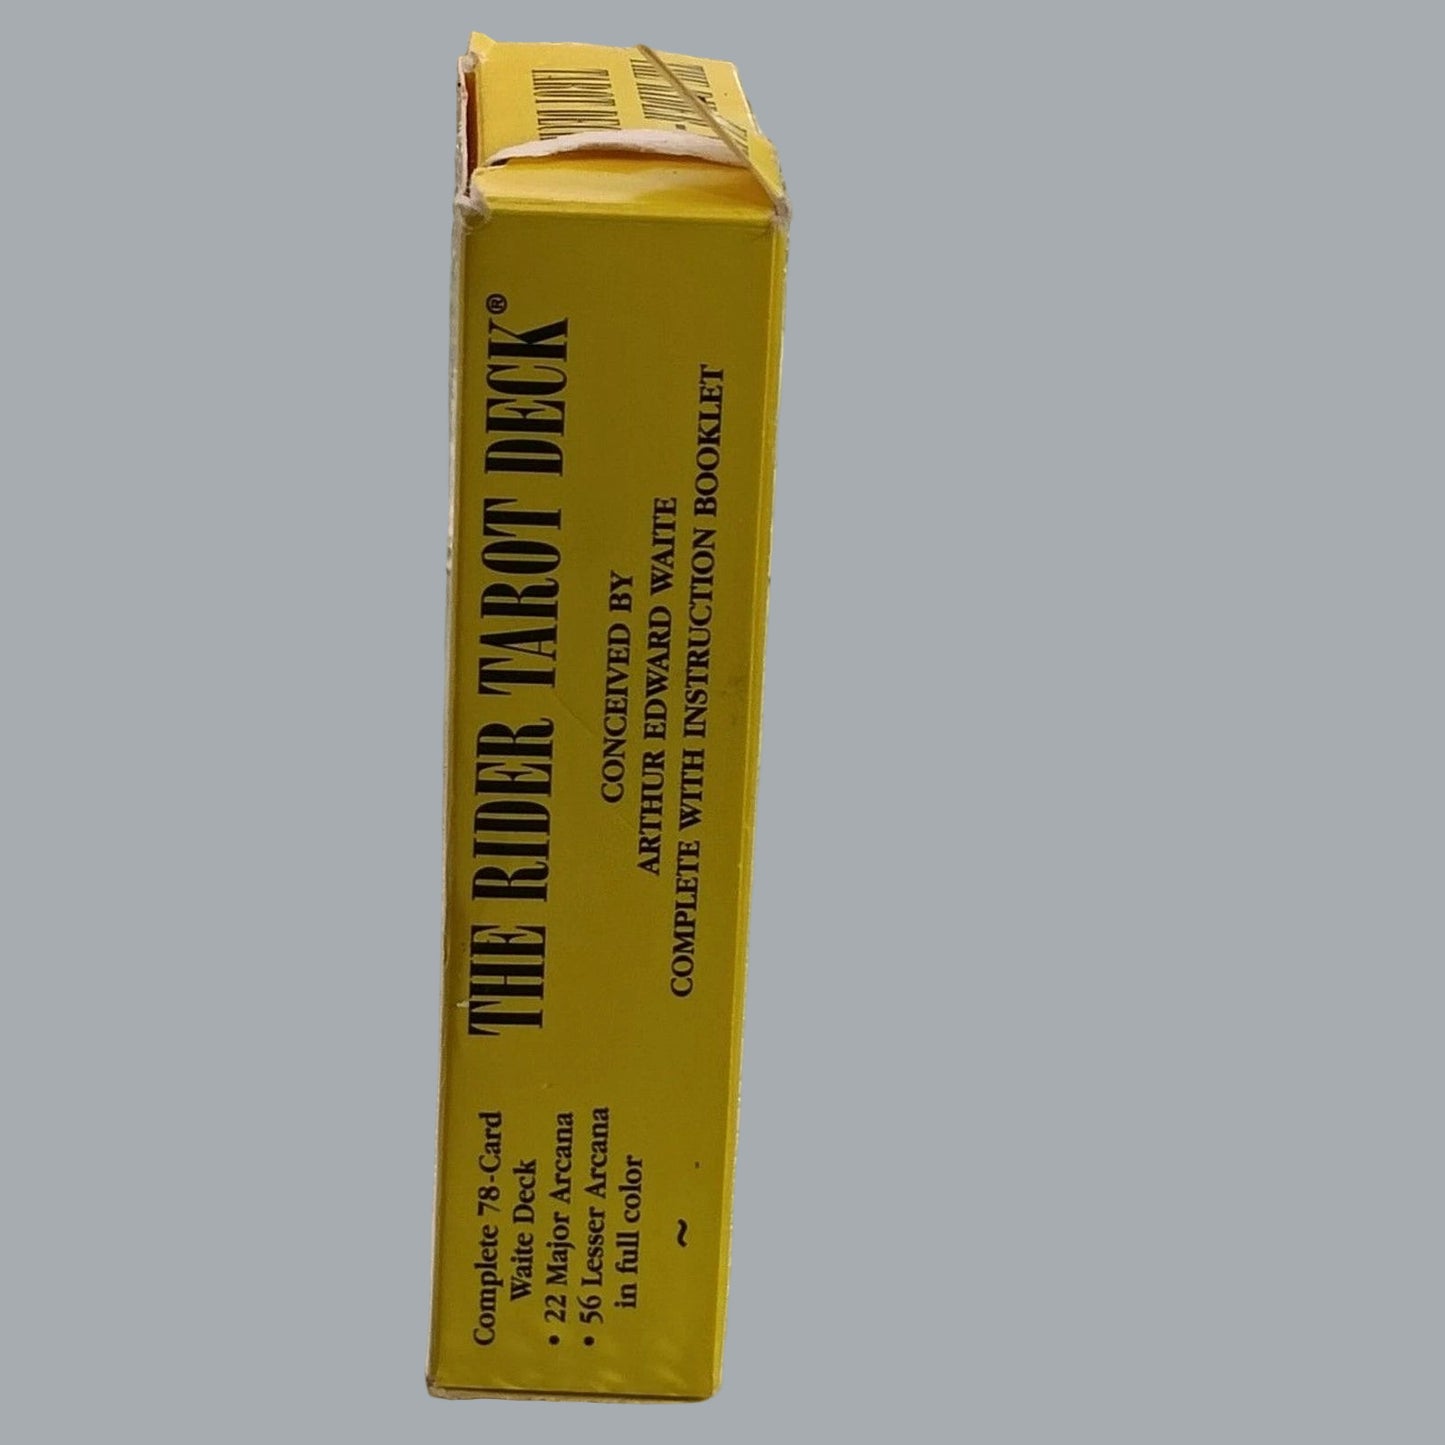 Complete 78-Card
Waite Deck
• 22 Major Arcana
• 56 Lesser Arcana
in full color
~
THE RIDER TAROT DECK®
CONCEIVED BY
ARTHUR EDWARD WAITE
COMPLETE WITH INSTRUCTION BOOKLET